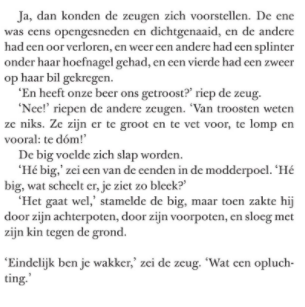 Ja, dan konden de zeugen zich voorstellen. De ene
was eens opengesneden en dichtgenaaid, en de andere
had een oor verloren, en weer een andere had een splinter
onder haar hoefnagel gehad, en een vierde had een zweer
op haar bil gekregen.
‘En heeft onze beer ons getroost?’ riep de zeug.
‘Nee!’ riepen de andere zeugen. ‘Van troosten weten
ze niks. Ze zijn er te groot en te vet voor, te lomp en
vooral: te dóm!’
De big voelde zich slap worden.
‘Hé big,’ zei een van de eenden in de modderpoel. ‘Hé
big, wat scheelt er, je ziet zo bleek?’
‘Het gaat wel,’ stamelde de big, maar toen zakte hij
door zijn achterpoten, door zijn voorpoten, en sloeg met
zijn kin tegen de grond.
‘Eindelijk ben je wakker,’ zei de zeug. ‘Wat een opluch-
ting.’